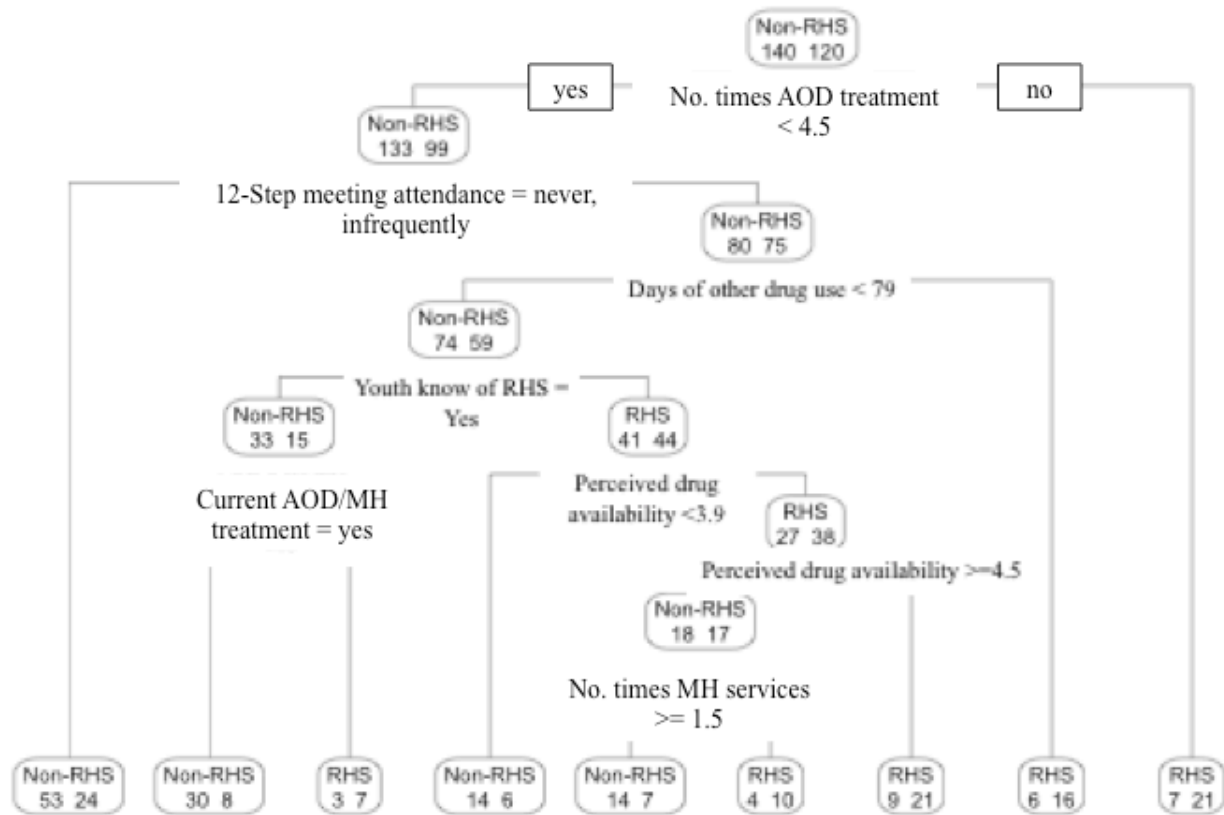 Non-RHS
140 120
yes
No. times AOD treatment
< 4.5
no
Non-RHS
133 99
12-Step meeting attendance = never,
infrequently
Non-RHS
80 75
Days of other drug use < 79
Non-RHS
74 59
Youth know of RHS =
Yes
Non-RHS
33 15
RHS
41 44
Current AOD/MH
treatment = yes
Perceived drug
availability <3.9
RHS
27 38
Perceived drug availability >=4.5
Non-RHS
18 17
No. times MH services
>= 1.5
Non-RHS
53 24
Non-RHS
30 8
RHS
3 7
Non-RHS
14 6
Non-RHS
14 7
RHS
4 10
RHS
9 21
RHS
6 16
RHS
7 21